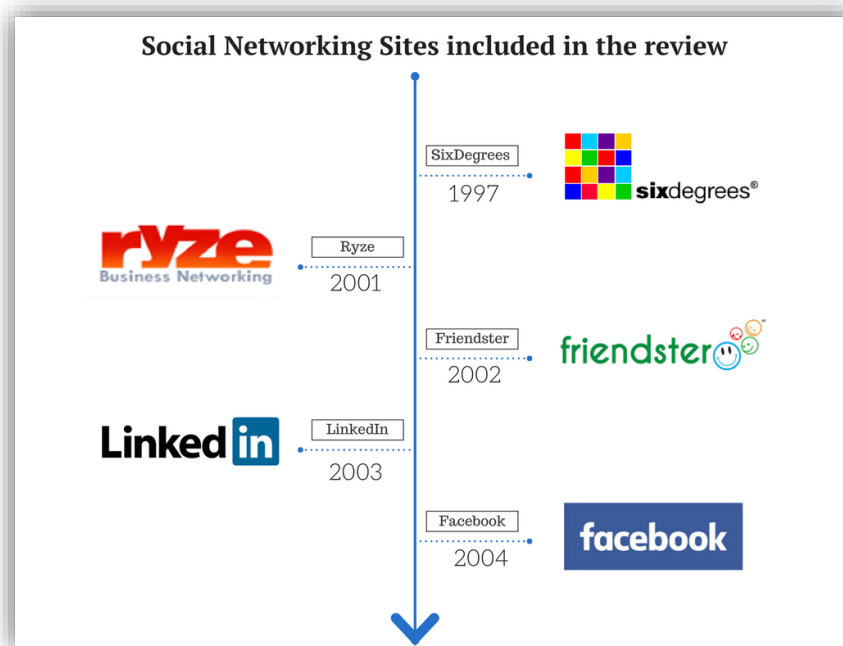 Social Networking Sites included in the review
SixDegrees
1997
sixdegrees®
Ryze
2001
ryze
Business Networking
Friendster
2002
friendster™
LinkedIn
2003
Linked in
Facebook
2004
facebook